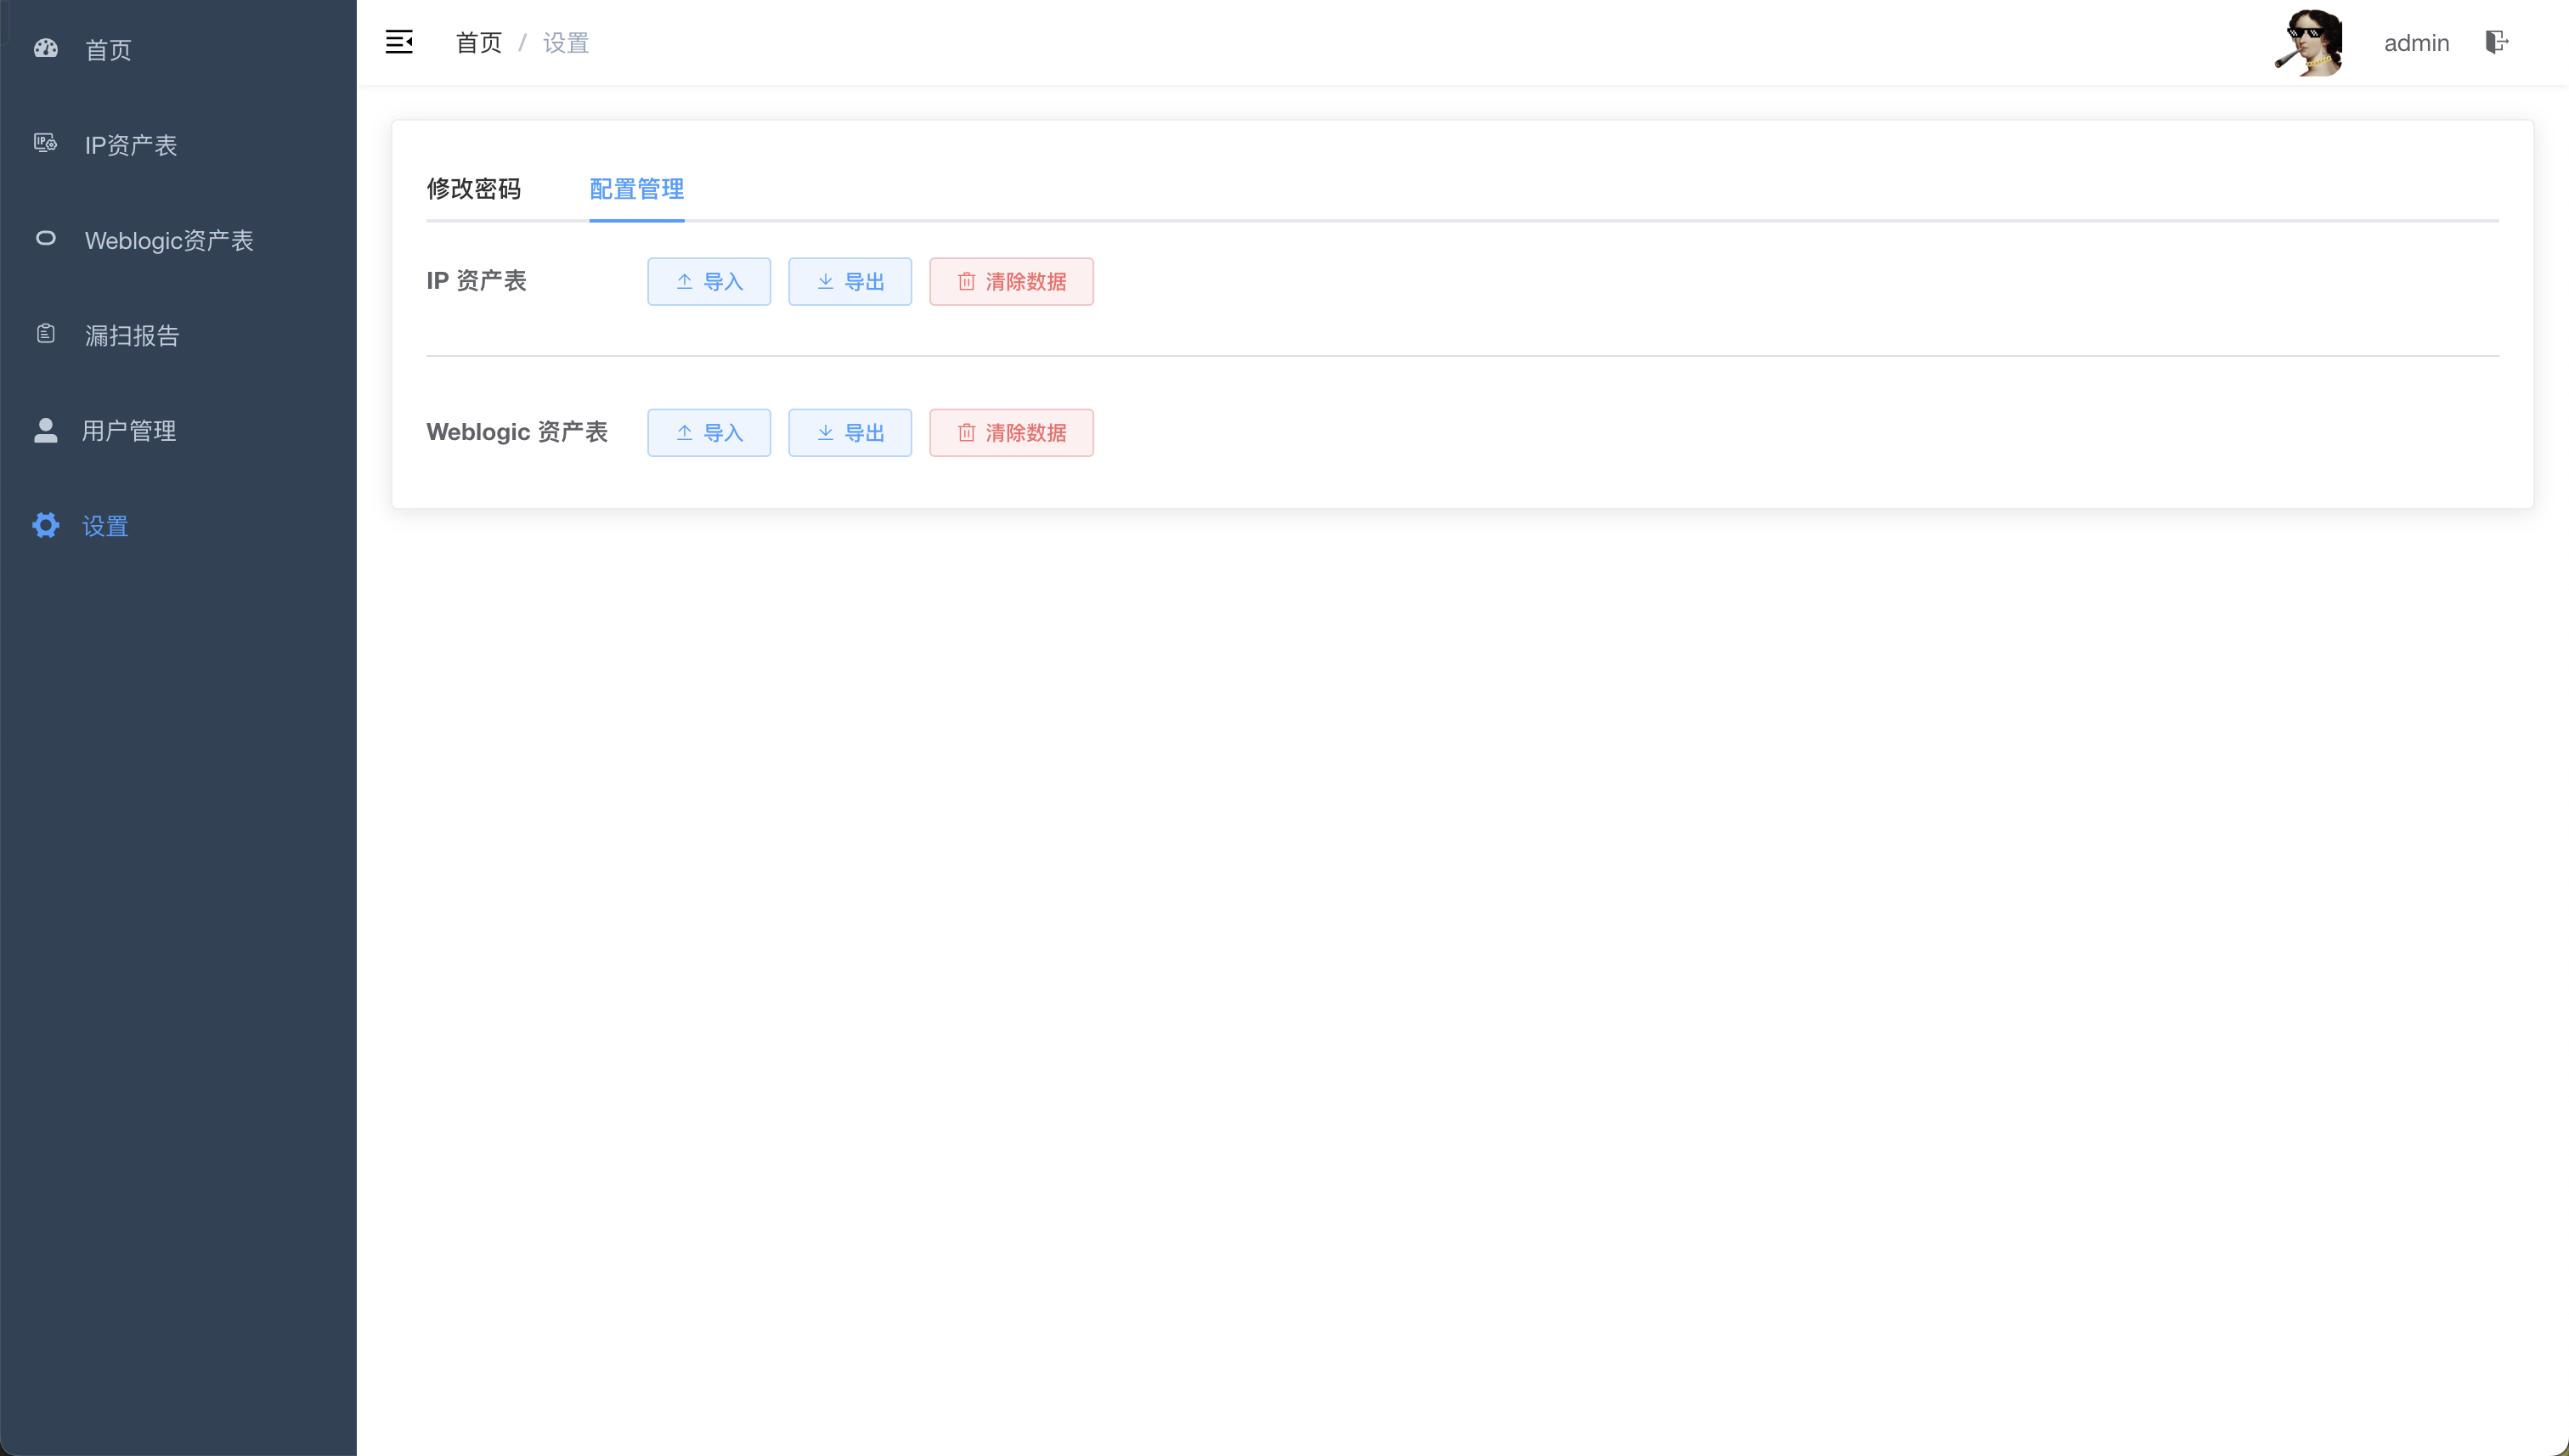 首页
IP资产表
Weblogic资产表
漏扫报告
用户管理
设置
首页 / 设置
admin
修改密码 配置管理
IP 资产表 导入 导出 清除数据
Weblogic 资产表 导入 导出 清除数据